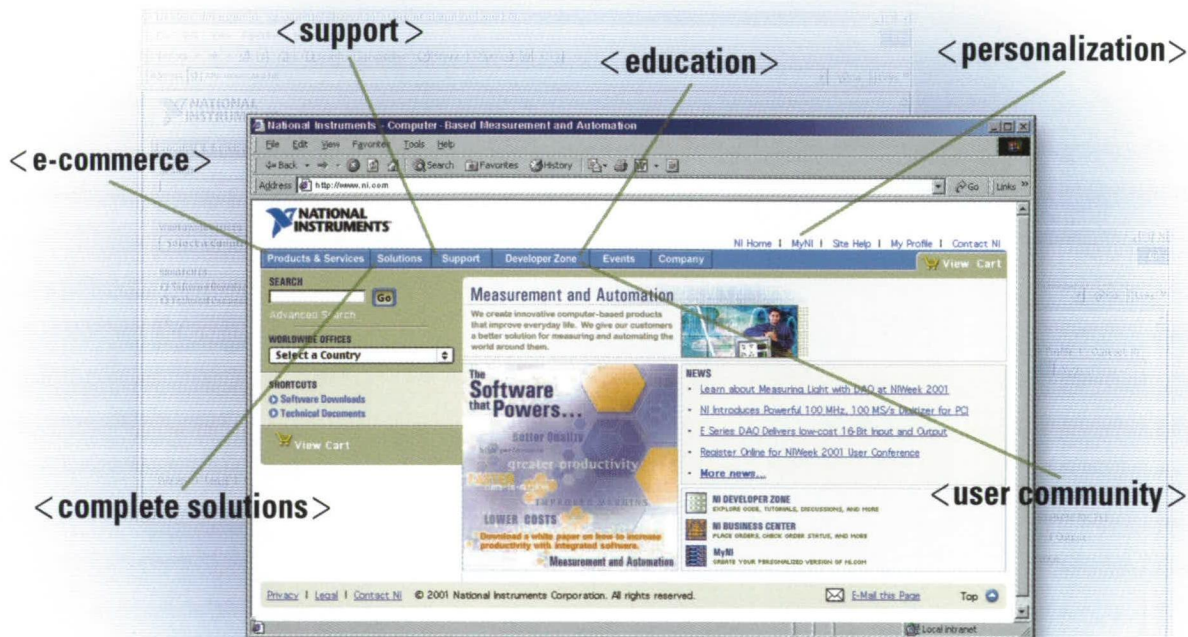 <support>
<education>
<personalization>
<e-commerce>
National Instruments - Computer-Based Measurement and Automation
File Edit View Favorites Tools Help
Back Search Favorites History
Address http://www.ni.com Go Links »
NATIONAL
INSTRUMENTS
NI Home | MyNI | Site Help | My Profile | Contact NI
Products & Services Solutions Support Developer Zone Events Company
View Cart
SEARCH
Go
Advanced Search
WORLDWIDE OFFICES
Select a Country
SHORTCUTS
Software Downloads
Technical Documents
View Cart
Measurement and Automation
We create innovative computer-based products
that improve everyday life. We give our customers
a better solution for measuring and automating the
world around them.
The
Software
that Powers...
Better Quality
greater productivity
LOWER COSTS
Download a white paper on how to increase
productivity with integrated software.
Measurement and Automation
NEWS
• Learn about Measuring Light with DAQ at NIWeek 2001
• NI Introduces Powerful 100 MHz, 100 MS/s Digitizer for PCI
• E Series DAQ Delivers low-cost 16-Bit Input and Output
• Register Online for NIWeek 2001 User Conference
• More news...
NI DEVELOPER ZONE
EXPLORE CODE, TUTORIALS, DISCUSSIONS, AND MORE
NI BUSINESS CENTER
PLACE ORDERS, CHECK ORDER STATUS, AND MORE
MyNI
CREATE YOUR PERSONALIZED VERSION OF NI.COM
<complete solutions>
<user community>
Privacy | Legal | Contact NI © 2001 National Instruments Corporation. All rights reserved. E-Mail this Page Top
Local intranet